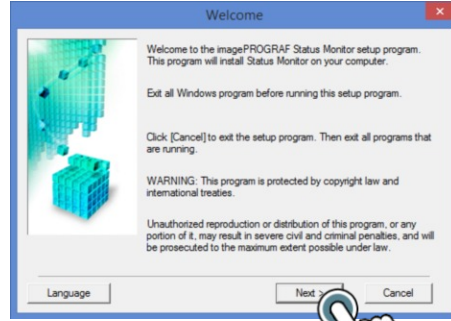 Welcome
Welcome to the imagePROGRAF Status Monitor setup program.
This program will install Status Monitor on your computer.
Exit all Windows program before running this setup program.
Click [Cancel] to exit the setup program. Then exit all programs that
are running.
WARNING: This program is protected by copyright law and
international treaties.
Unauthorized reproduction or distribution of this program, or any
portion of it, may result in severe civil and criminal penalties, and will
be prosecuted to the maximum extent possible under law.
Language
Next >
Cancel